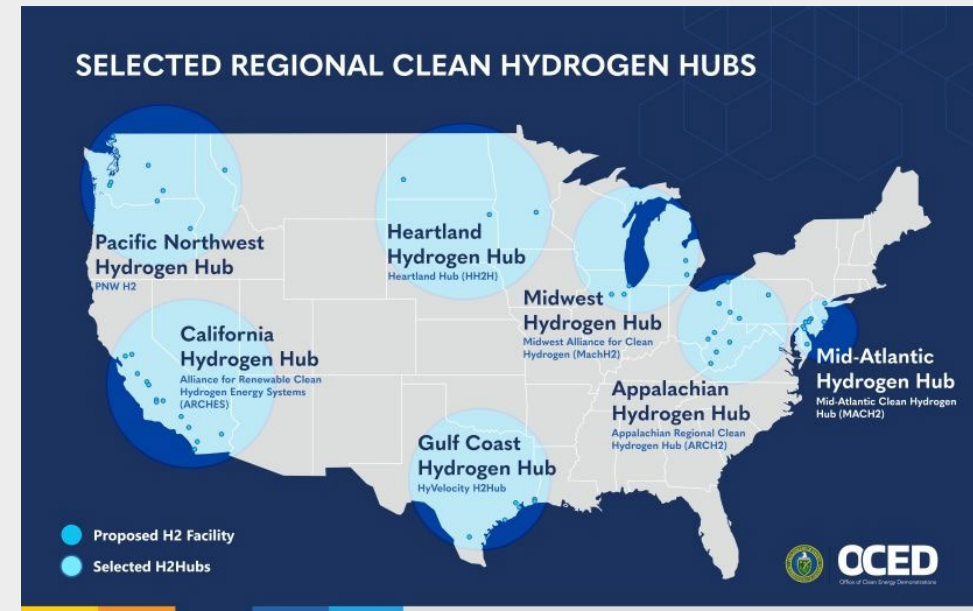 SELECTED REGIONAL CLEAN HYDROGEN HUBS
Pacific Northwest
Hydrogen Hub
PNW H2
Heartland
Hydrogen Hub
Heartland Hub (HH2H)
Midwest
Hydrogen Hub
Midwest Alliance for Clean
Hydrogen (MachH2)
California
Hydrogen Hub
Alliance for Renewable Clean
Hydrogen Energy Systems
(ARCHES)
Mid-Atlantic
Hydrogen Hub
Mid-Atlantic Clean Hydrogen
Hub (MACH2)
Appalachian
Hydrogen Hub
Appalachian Regional Clean
Hydrogen Hub (ARCH2)
Gulf Coast
Hydrogen Hub
HyVelocity H2Hub
Proposed H2 Facility
Selected H2Hubs
OCED
Office of Clean Energy Demonstrations